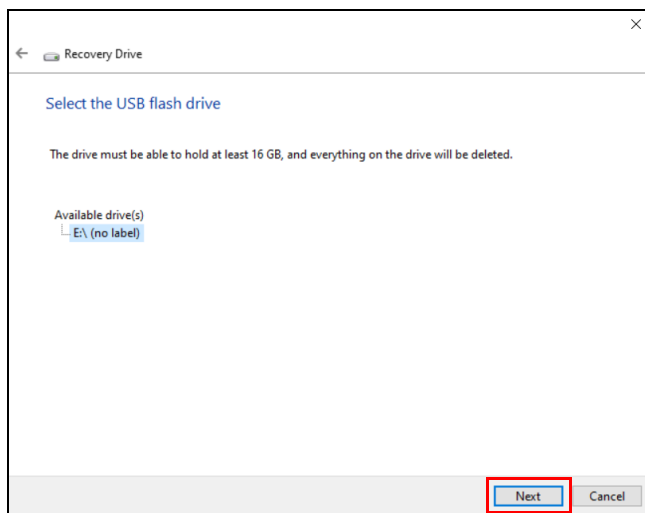 Recovery Drive
Select the USB flash drive
The drive must be able to hold at least 16 GB, and everything on the drive will be deleted.
Available drive(s)
E:\ (no label)
Next Cancel